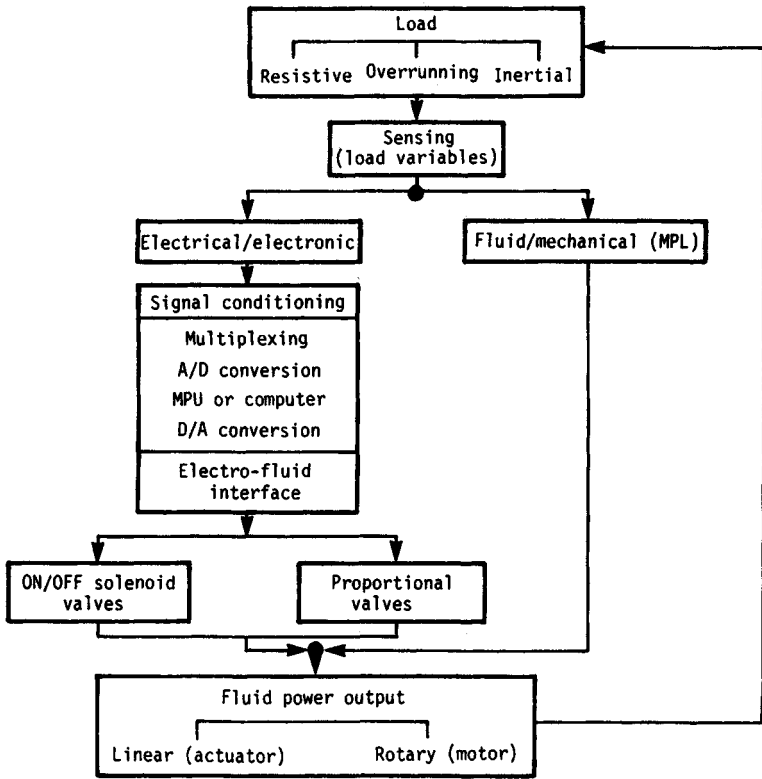 Load
Resistive Overrunning Inertial
Sensing
(load variables)
Electrical/electronic
Fluid/mechanical (MPL)
Signal conditioning
Multiplexing
A/D conversion
MPU or computer
D/A conversion
Electro-fluid
interface
ON/OFF solenoid
valves
Proportional
valves
Fluid power output
Linear (actuator) Rotary (motor)